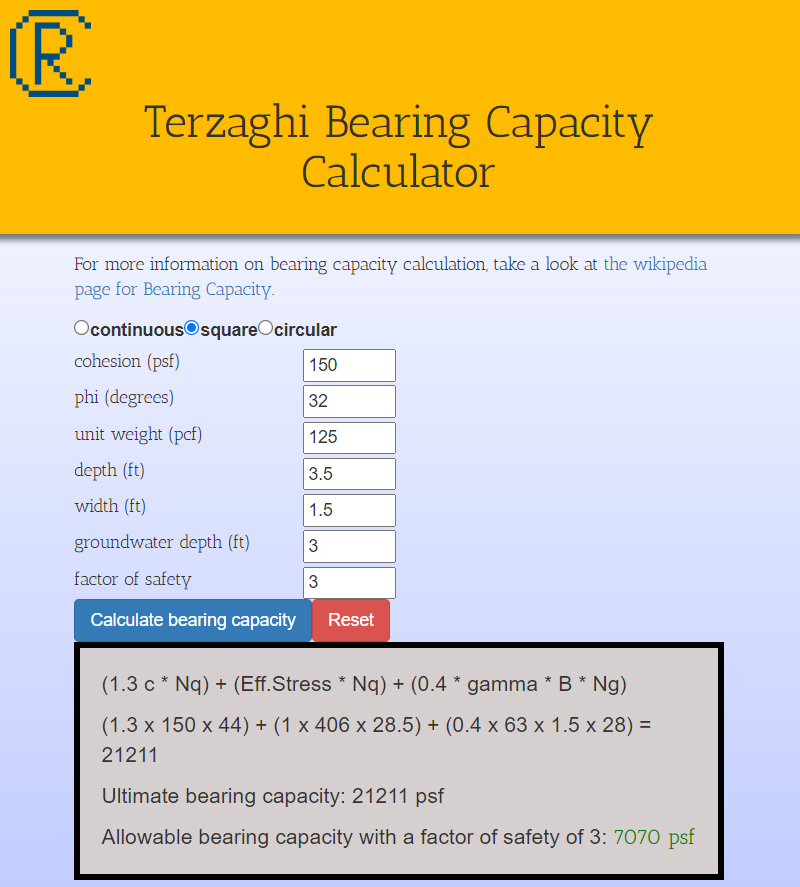 RC
Terzaghi Bearing Capacity
Calculator
For more information on bearing capacity calculation, take a look at the wikipedia
page for Bearing Capacity.
continuous square circular
cohesion (psf) 150
phi (degrees) 32
unit weight (pcf) 125
depth (ft) 3.5
width (ft) 1.5
groundwater depth (ft) 3
factor of safety 3
Calculate bearing capacity Reset
(1.3 c * Nq) + (Eff.Stress * Nq) + (0.4 * gamma * B * Ng)
(1.3 x 150 x 44) + (1 x 406 x 28.5) + (0.4 x 63 x 1.5 x 28) =
21211
Ultimate bearing capacity: 21211 psf
Allowable bearing capacity with a factor of safety of 3: 7070 psf